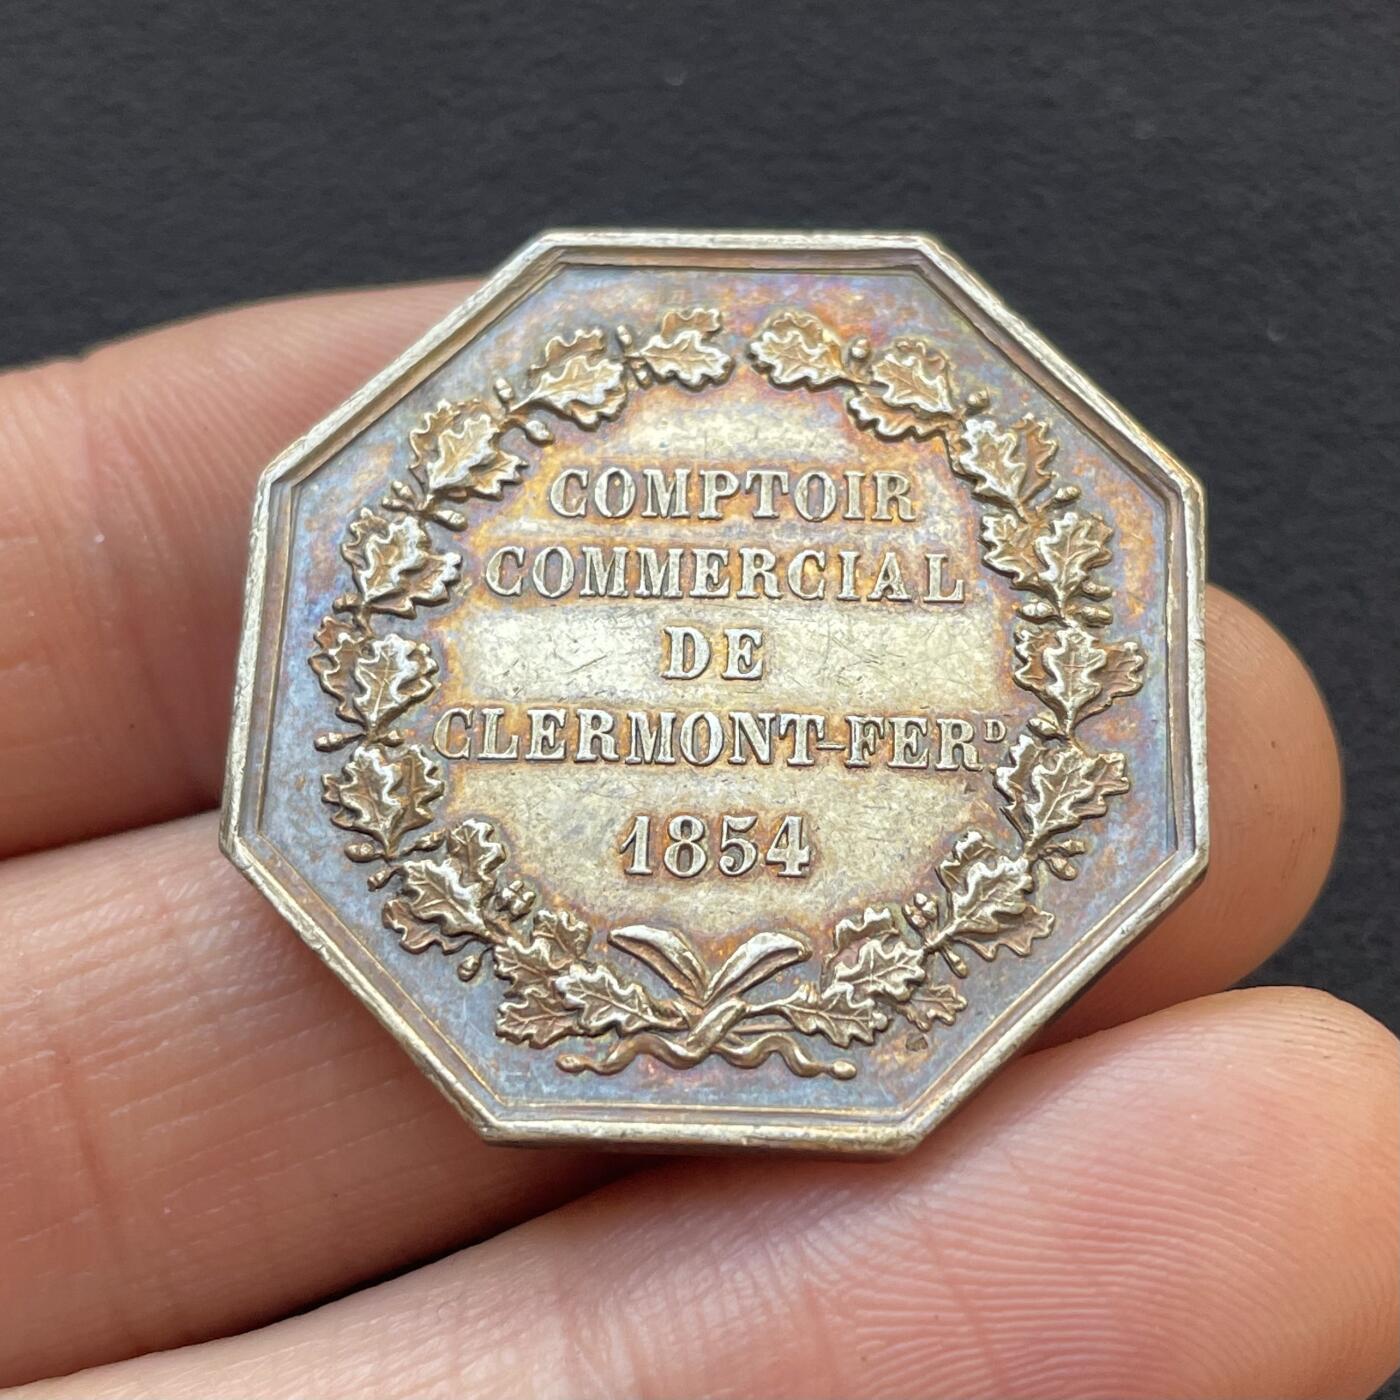 COMPTOIR
COMMERCIAL
DE
CLERMONT-FERᴰ
1854